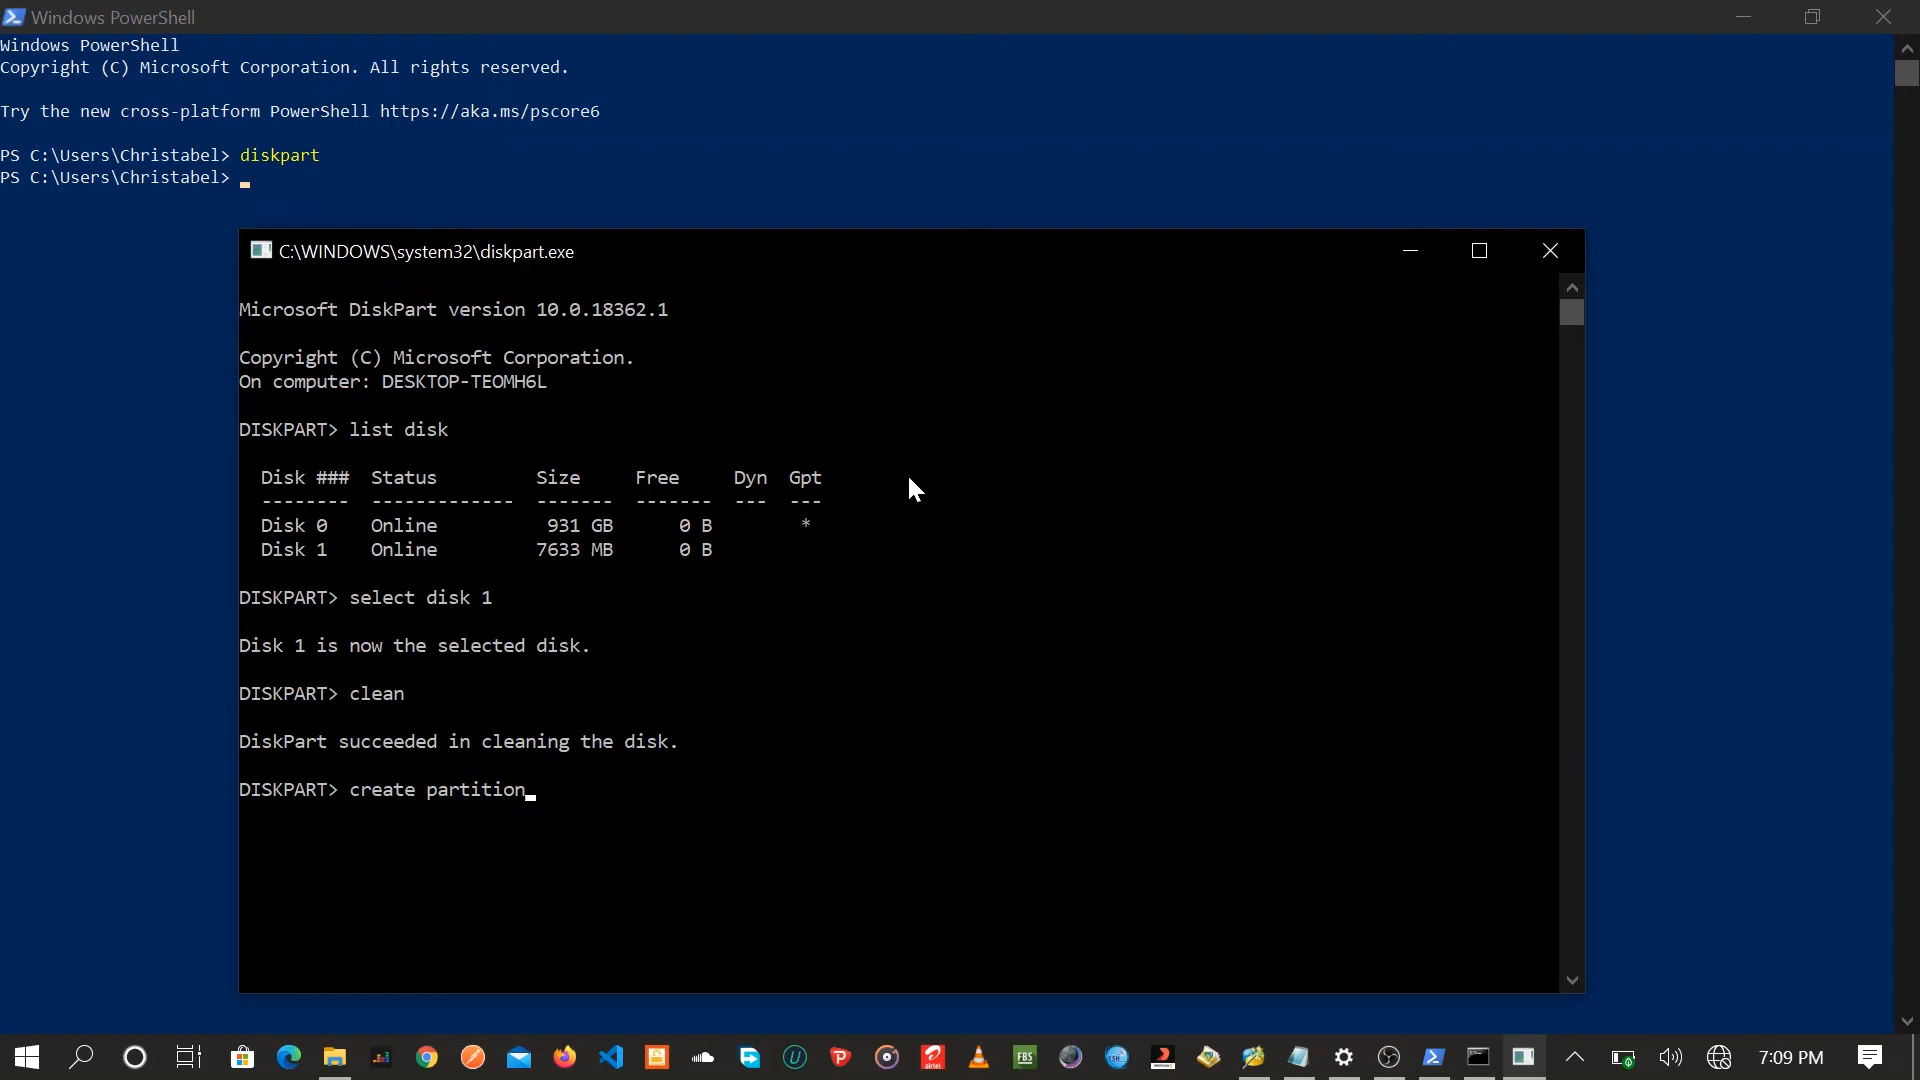 Windows PowerShell
Windows PowerShell
Copyright (C) Microsoft Corporation. All rights reserved.
Try the new cross-platform PowerShell https://aka.ms/pscore6
PS C:\Users\Christabel> diskpart
PS C:\Users\Christabel>
C:\WINDOWS\system32\diskpart.exe
Microsoft DiskPart version 10.0.18362.1
Copyright (C) Microsoft Corporation.
On computer: DESKTOP-TEOMH6L
DISKPART> list disk
Disk ### Status Size Free Dyn Gpt
-------- ------------- ------- ------- --- ---
Disk 0 Online 931 GB 0 B *
Disk 1 Online 7633 MB 0 B
DISKPART> select disk 1
Disk 1 is now the selected disk.
DISKPART> clean
DiskPart succeeded in cleaning the disk.
DISKPART> create partition
airtel
FBS
SSH
7:09 PM